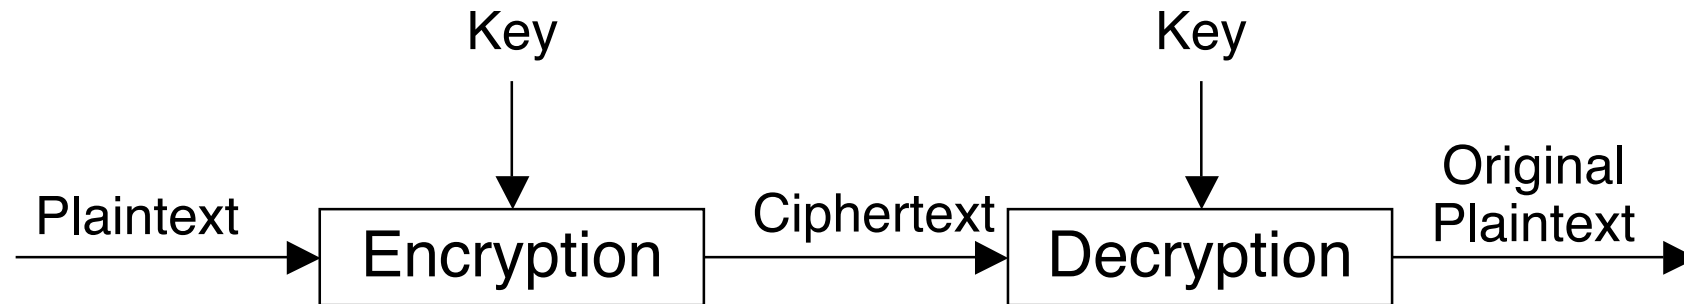 Key
Key
Plaintext
Encryption
Ciphertext
Decryption
Original
Plaintext